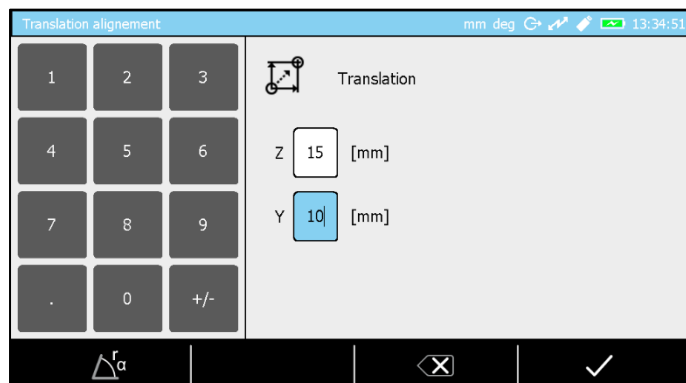 Translation alignement mm deg 13:34:51
1 2 3
4 5 6
7 8 9
. 0 +/-
Translation
Z 15 [mm]
Y 10 [mm]
r α